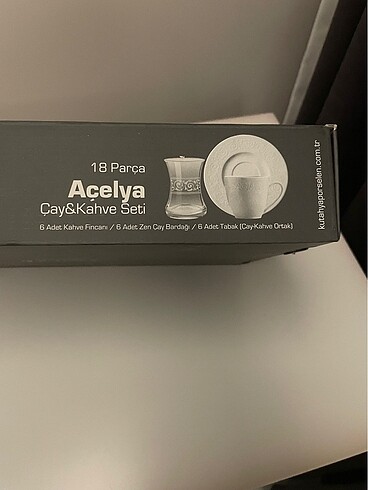 18 Parça
Açelya
Çay&Kahve Seti
6 Adet Kahve Fincanı / 6 Adet Zen Çay Bardağı / 6 Adet Tabak (Çay-Kahve Ortak)
kutahyaporselen.com.tr